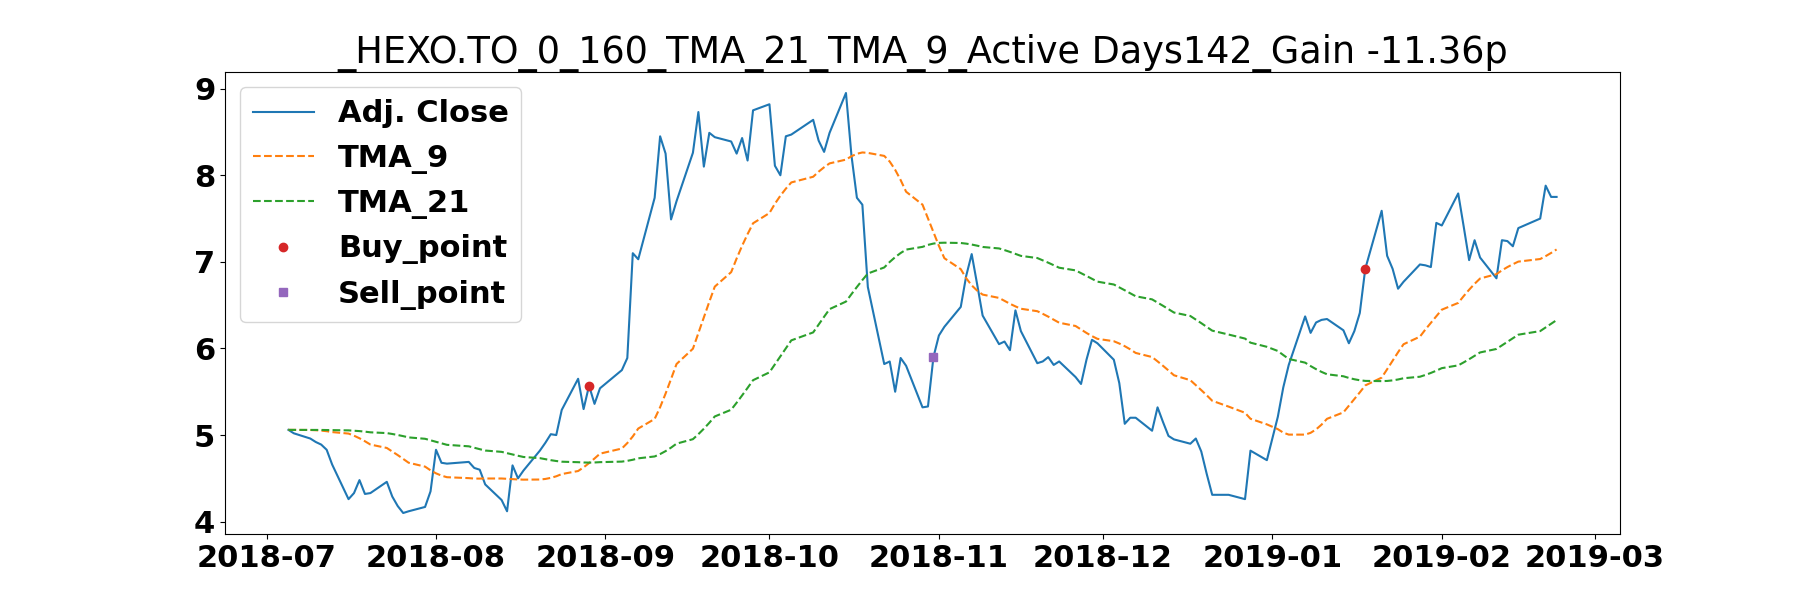 _HEXO.TO_0_160_TMA_21_TMA_9_Active Days142_Gain -11.36p
9
8
7
6
5
4
Adj. Close
TMA_9
TMA_21
Buy_point
Sell_point
2018-07 2018-08 2018-09 2018-10 2018-11 2018-12 2019-01 2019-02 2019-03